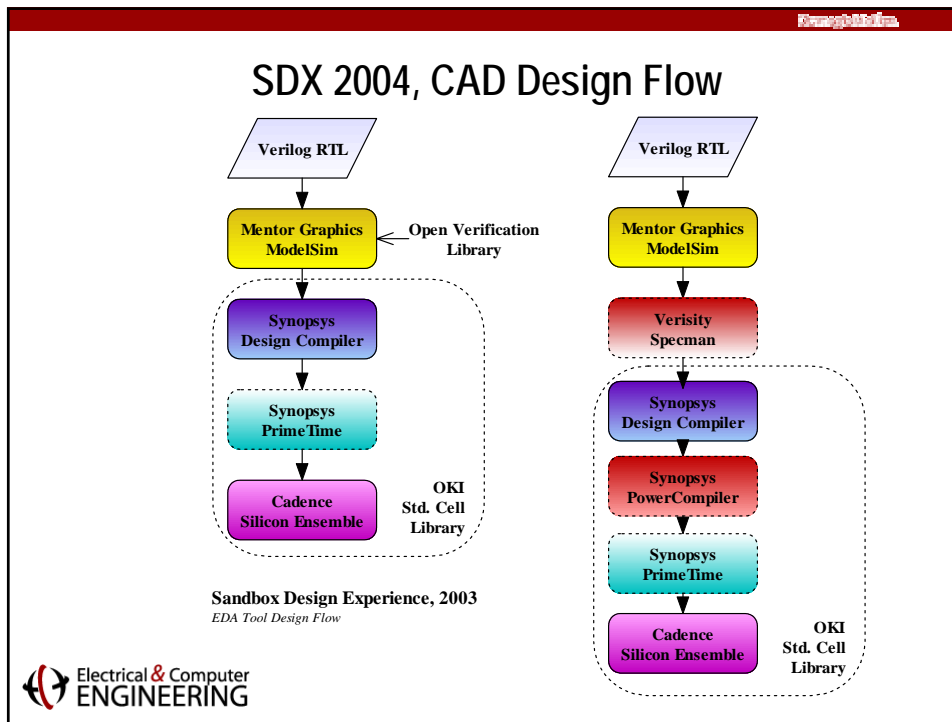 SDX 2004, CAD Design Flow
Verilog RTL
Mentor Graphics
ModelSim
Open Verification
Library
Synopsys
Design Compiler
Synopsys
PrimeTime
Cadence
Silicon Ensemble
OKI
Std. Cell
Library
Sandbox Design Experience, 2003
EDA Tool Design Flow
Verilog RTL
Mentor Graphics
ModelSim
Verisity
Specman
Synopsys
Design Compiler
Synopsys
PowerCompiler
Synopsys
PrimeTime
Cadence
Silicon Ensemble
OKI
Std. Cell
Library
Electrical & Computer
ENGINEERING